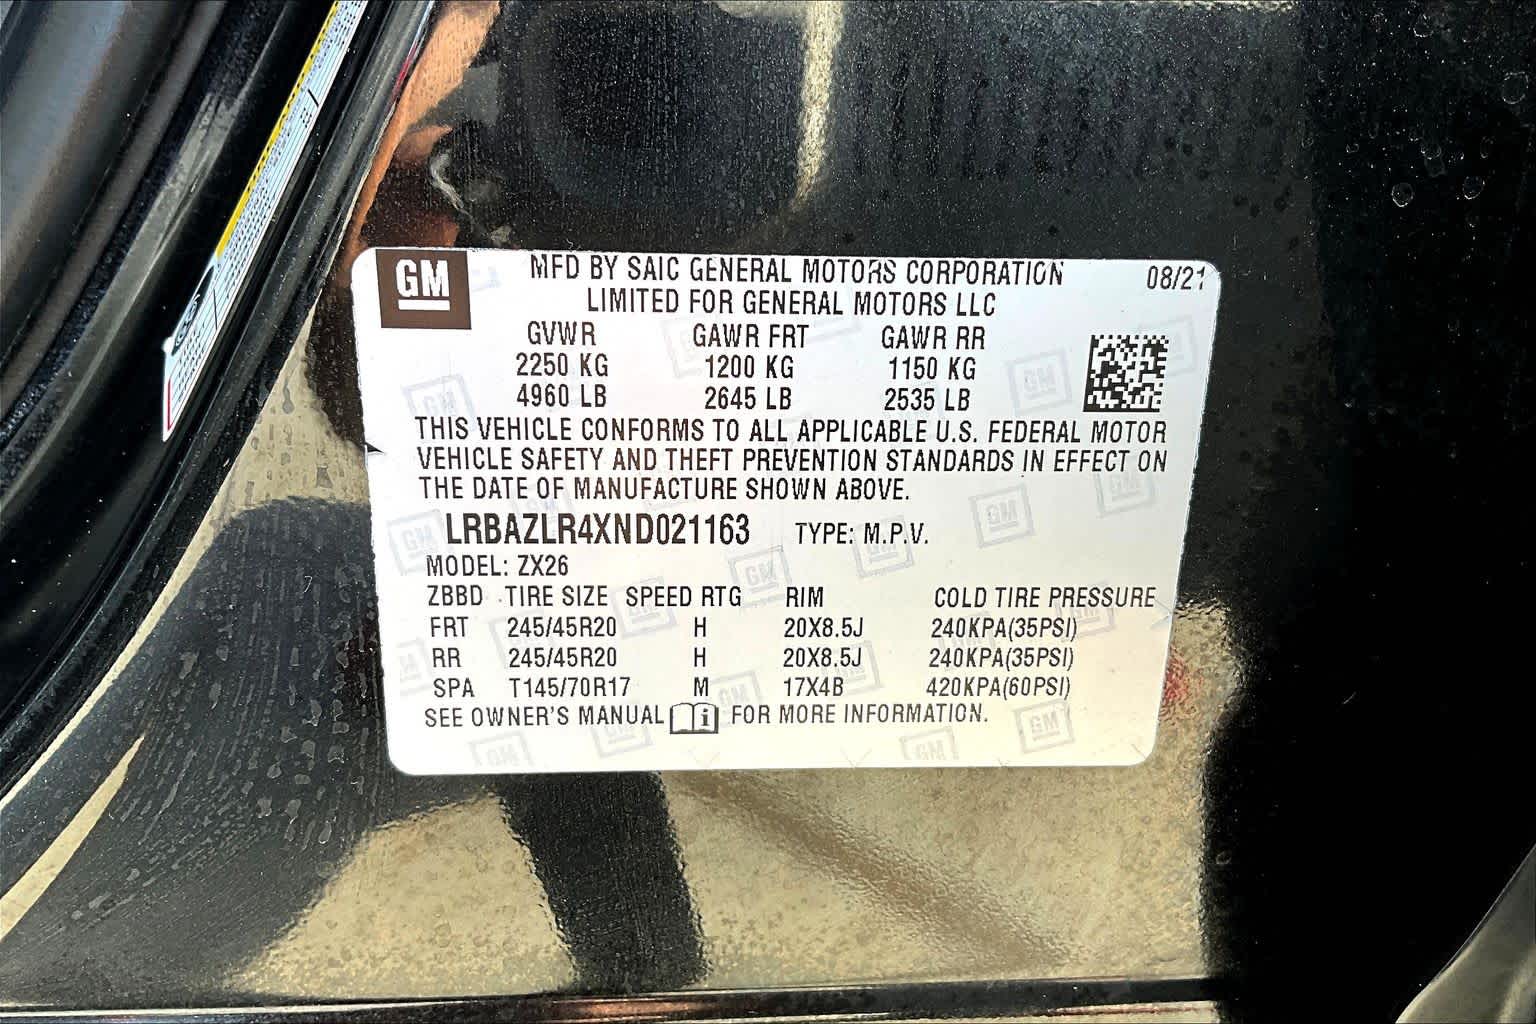 GM
MFD BY SAIC GENERAL MOTORS CORPORATION 08/21
LIMITED FOR GENERAL MOTORS LLC
GVWR GAWR FRT GAWR RR
2250 KG 1200 KG 1150 KG
4960 LB 2645 LB 2535 LB
THIS VEHICLE CONFORMS TO ALL APPLICABLE U.S. FEDERAL MOTOR
VEHICLE SAFETY AND THEFT PREVENTION STANDARDS IN EFFECT ON
THE DATE OF MANUFACTURE SHOWN ABOVE.
LRBAZLR4XND021163 TYPE: M.P.V.
MODEL: ZX26
ZBBD TIRE SIZE SPEED RTG RIM COLD TIRE PRESSURE
FRT 245/45R20 H 20X8.5J 240KPA(35PSI)
RR 245/45R20 H 20X8.5J 240KPA(35PSI)
SPA T145/70R17 M 17X4B 420KPA(60PSI)
SEE OWNER'S MANUAL i FOR MORE INFORMATION.